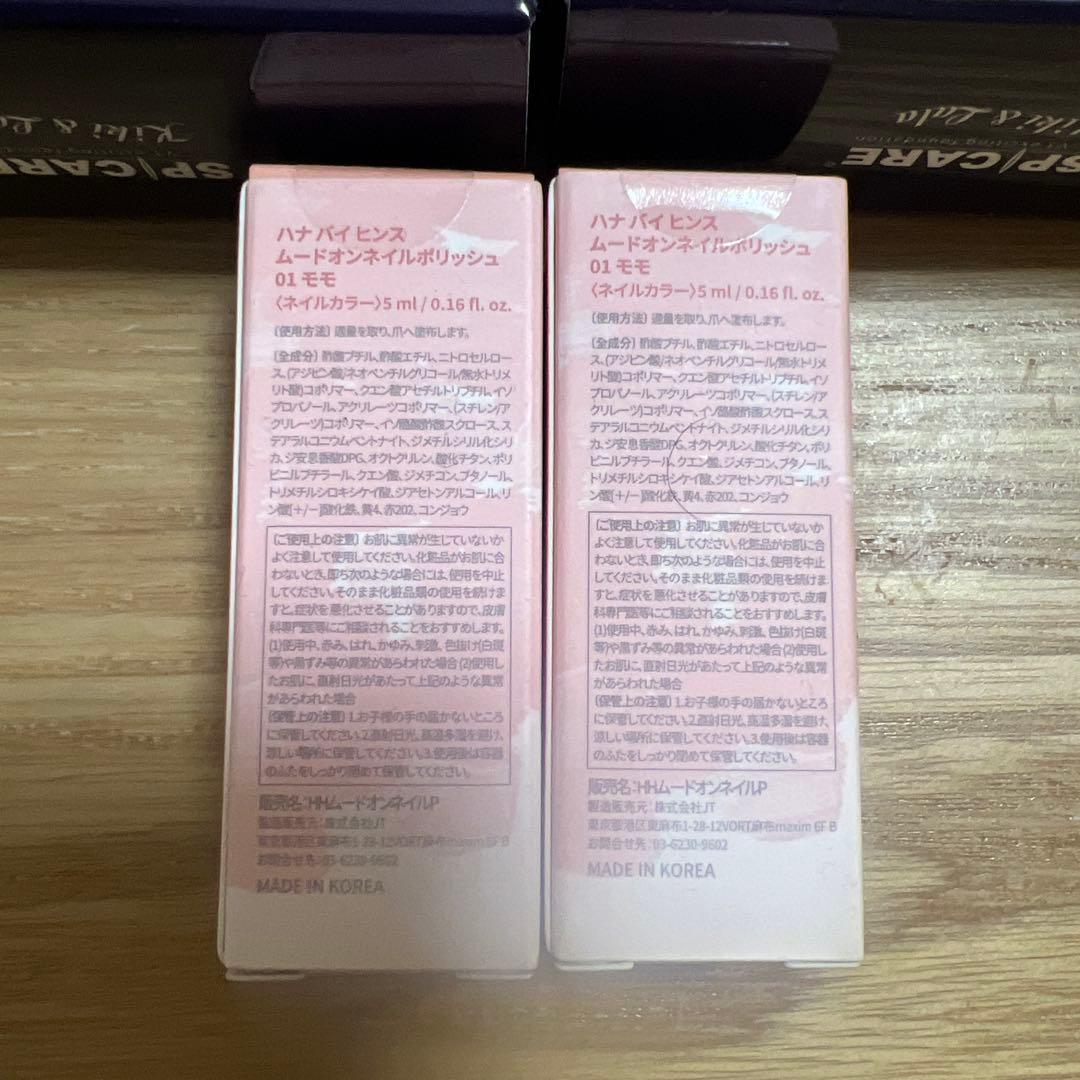 Kiki & La
SP/CARE
Kiki & Lala
SP/CARE
ハナ バイ ヒンス
ムードオンネイルポリッシュ
01 モモ
〈ネイルカラー〉5 ml / 0.16 fl. oz.
〔使用方法〕適量を取り、爪へ塗布します。
〔全成分〕酢酸ブチル、酢酸エチル、ニトロセルロー
ス、(アジピン酸/ネオペンチルグリコール/無水トリメ
リト酸)コポリマー、クエン酸アセチルトリブチル、イソ
プロパノール、アクリレーツコポリマー、(スチレン/ア
クリレーツ)コポリマー、イソ酪酸酢酸スクロース、ス
テアラルコニウムベントナイト、ジメチルシリル化シリ
カ、ジ安息香酸DPG、オクトクリレン、酸化チタン、ポリ
ビニルブチラール、クエン酸、ジメチコン、ブタノール、
トリメチルシロキシケイ酸、ジアセトンアルコール、リ
ン酸[+/-]酸化鉄、黄4、赤202、コンジョウ
〔ご使用上の注意〕お肌に異常が生じていないか
よく注意して使用してください。化粧品がお肌に合
わないとき、即ち次のような場合には、使用を中止
してください。そのまま化粧品類の使用を続けま
すと、症状を悪化させることがありますので、皮膚
科専門医等にご相談されることをおすすめします。
(1)使用中、赤み、はれ、かゆみ、刺激、色抜け(白斑
等)や黒ずみ等の異常があらわれた場合 (2)使用し
たお肌に、直射日光があたって上記のような異常
があらわれた場合
〔保管上の注意〕1.お子様の手の届かないところ
に保管してください。2.直射日光、高温多湿を避け、
涼しい場所に保管してください。3.使用後は容器
のふたをしっかり閉めて保管してください。
販売名：HHムードオンネイルP
製造販売元：株式会社JT
東京都港区東麻布1-28-12VORT麻布maxim 6F B
お問合せ先：03-6230-9602
MADE IN KOREA
ハナ バイ ヒンス
ムードオンネイルポリッシュ
01 モモ
〈ネイルカラー〉5 ml / 0.16 fl. oz.
〔使用方法〕適量を取り、爪へ塗布します。
〔全成分〕酢酸ブチル、酢酸エチル、ニトロセルロー
ス、(アジピン酸/ネオペンチルグリコール/無水トリメ
リト酸)コポリマー、クエン酸アセチルトリブチル、イソ
プロパノール、アクリレーツコポリマー、(スチレン/ア
クリレーツ)コポリマー、イソ酪酸酢酸スクロース、ス
テアラルコニウムベントナイト、ジメチルシリル化シリ
カ、ジ安息香酸DPG、オクトクリレン、酸化チタン、ポリ
ビニルブチラール、クエン酸、ジメチコン、ブタノール、
トリメチルシロキシケイ酸、ジアセトンアルコール、リ
ン酸[+/-]酸化鉄、黄4、赤202、コンジョウ
〔ご使用上の注意〕お肌に異常が生じていないか
よく注意して使用してください。化粧品がお肌に合
わないとき、即ち次のような場合には、使用を中止
してください。そのまま化粧品類の使用を続けま
すと、症状を悪化させることがありますので、皮膚
科専門医等にご相談されることをおすすめします。
(1)使用中、赤み、はれ、かゆみ、刺激、色抜け(白斑
等)や黒ずみ等の異常があらわれた場合 (2)使用し
たお肌に、直射日光があたって上記のような異常
があらわれた場合
〔保管上の注意〕1.お子様の手の届かないところ
に保管してください。2.直射日光、高温多湿を避け、
涼しい場所に保管してください。3.使用後は容器
のふたをしっかり閉めて保管してください。
販売名：HHムードオンネイルP
製造販売元：株式会社JT
東京都港区東麻布1-28-12VORT麻布maxim 6F B
お問合せ先：03-6230-9602
MADE IN KOREA